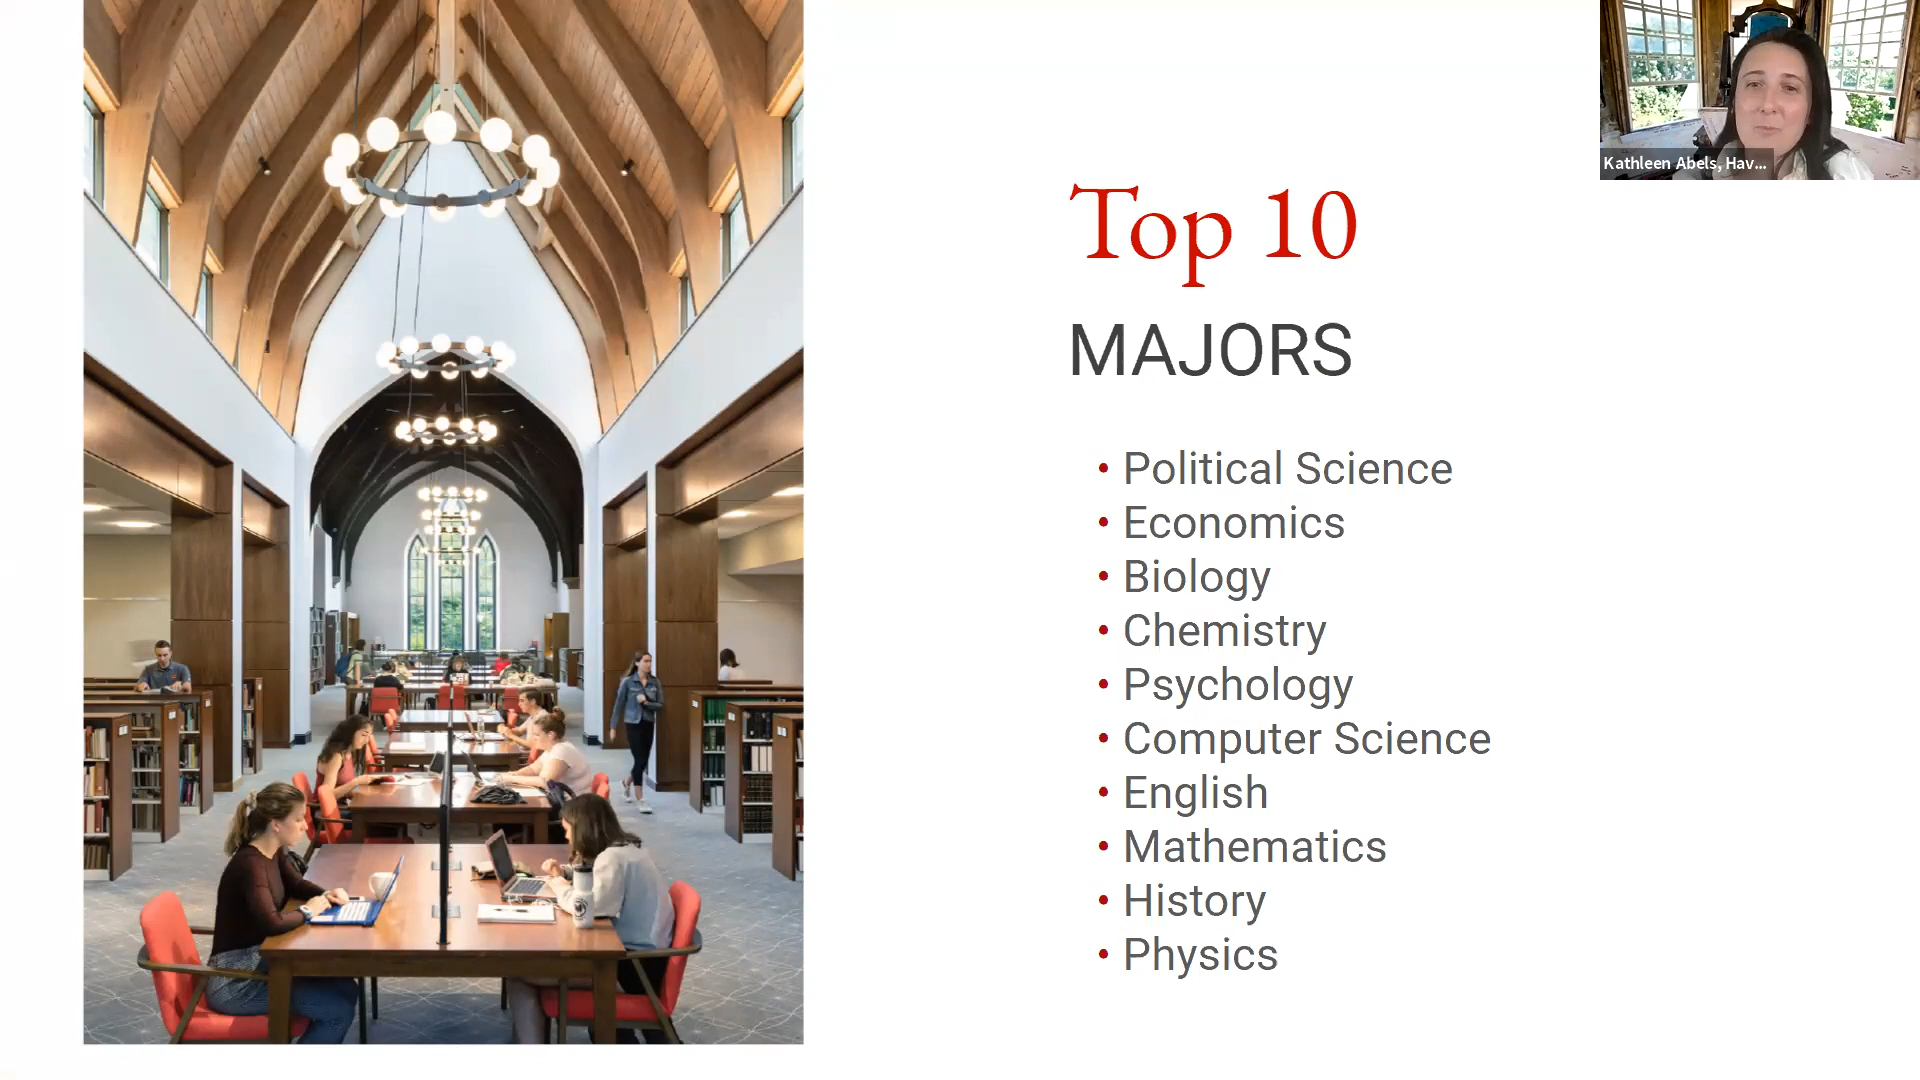 Top 10
MAJORS
• Political Science
• Economics
• Biology
• Chemistry
• Psychology
• Computer Science
• English
• Mathematics
• History
• Physics
Kathleen Abels, Hav...